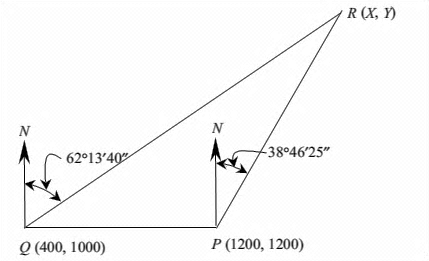 R (X, Y)
N
N
62°13′40″
38°46′25″
Q (400, 1000)
P (1200, 1200)